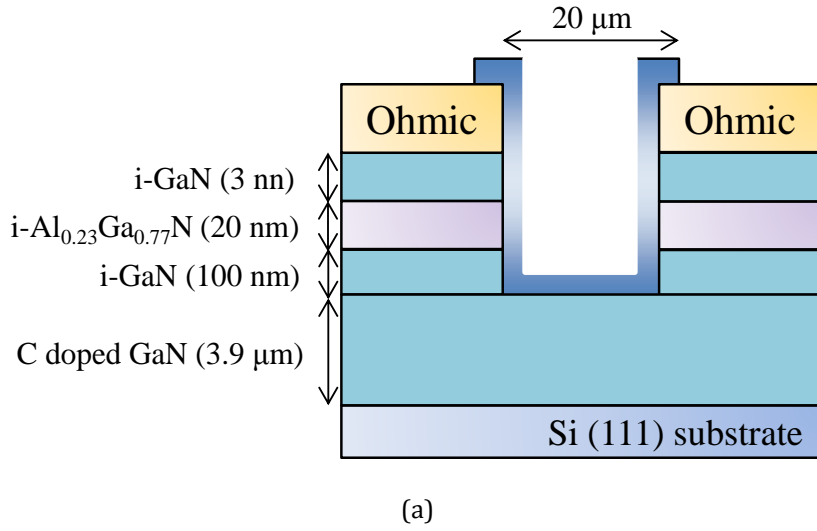 20 μm
Ohmic Ohmic
i-GaN (3 nn)
i-Al₀.₂₃Ga₀.₇₇N (20 nm)
i-GaN (100 nm)
C doped GaN (3.9 μm)
Si (111) substrate
(a)